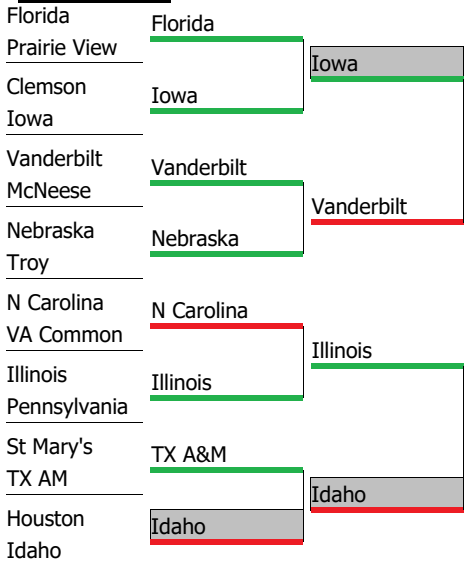 Florida
Prairie View
Clemson
Iowa
Vanderbilt
McNeese
Nebraska
Troy
N Carolina
VA Common
Illinois
Pennsylvania
St Mary's
TX AM
Houston
Idaho
Florida
Iowa
Vanderbilt
Nebraska
N Carolina
Illinois
TX A&M
Idaho
Iowa
Vanderbilt
Illinois
Idaho